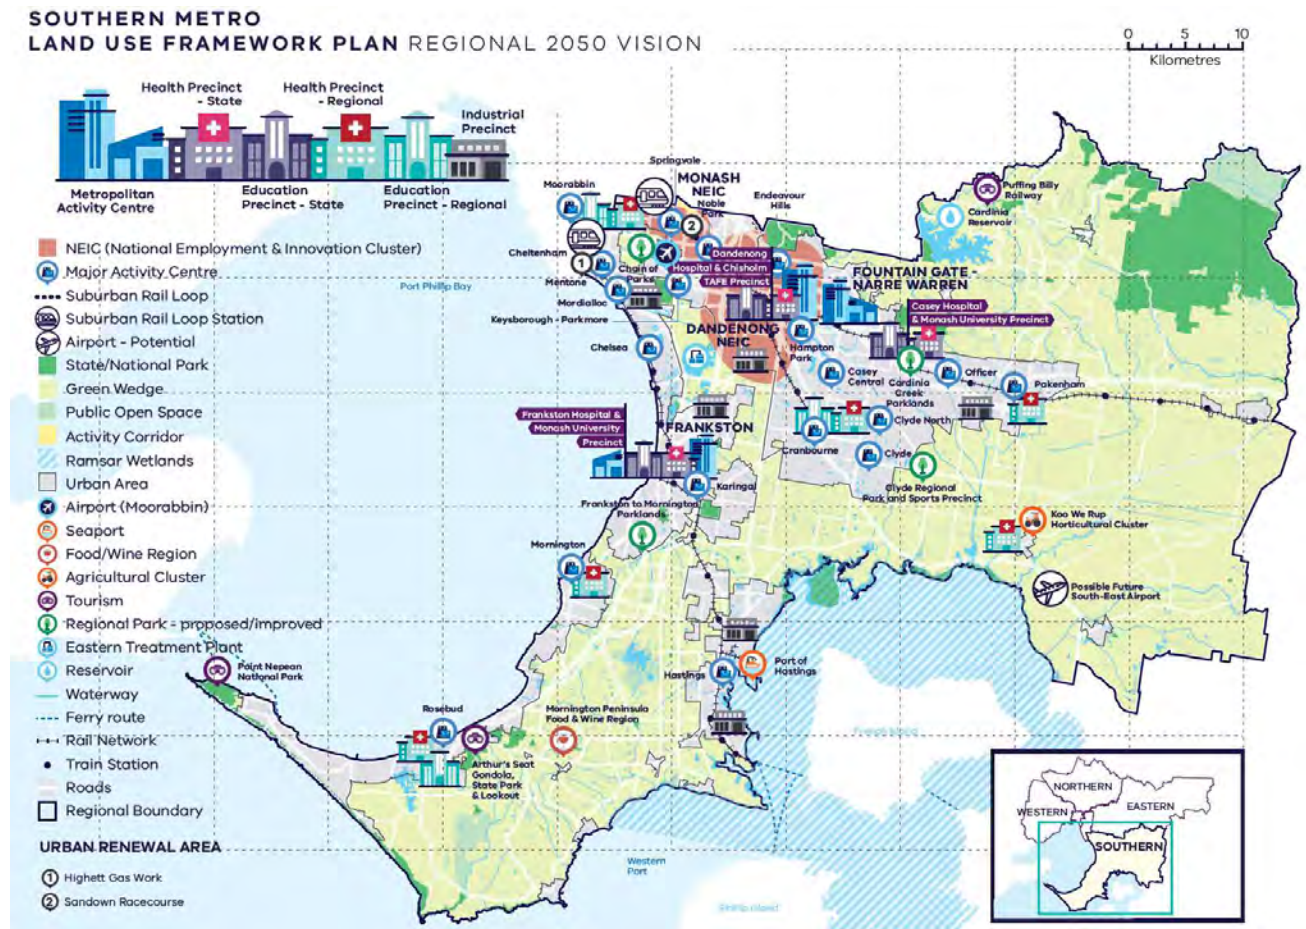 SOUTHERN METRO
LAND USE FRAMEWORK PLAN REGIONAL 2050 VISION
0 5 10
Kilometres
Health Precinct
- State
Health Precinct
- Regional
Industrial
Precinct
Metropolitan
Activity Centre
Education
Precinct - State
Education
Precinct - Regional
NEIC (National Employment & Innovation Cluster)
Major Activity Centre
Suburban Rail Loop
Suburban Rail Loop Station
Airport - Potential
State/National Park
Green Wedge
Public Open Space
Activity Corridor
Ramsar Wetlands
Urban Area
Airport (Moorabbin)
Seaport
Food/Wine Region
Agricultural Cluster
Tourism
Regional Park - proposed/improved
Eastern Treatment Plant
Reservoir
Waterway
Ferry route
Rail Network
Train Station
Roads
Regional Boundary
URBAN RENEWAL AREA
1 Highett Gas Work
2 Sandown Racecourse
Springvale
Moorabbin
MONASH
NEIC
Noble
Park
2
Endeavour
Hills
Puffing Billy
Railway
Cardinia
Reservoir
Cheltenham
1
Chain of
Parks
Mentone
Mordialloc
Keysborough - Parkmore
Port Phillip Bay
Dandenong
Hospital & Chisholm
TAFE Precinct
FOUNTAIN GATE -
NARRE WARREN
Casey Hospital
& Monash University Precinct
DANDENONG
NEIC
Chelsea
Hampton
Park
Casey
Central
Cardinia
Creek
Parklands
Officer
Pakenham
Frankston Hospital &
Monash University
Precinct
FRANKSTON
Clyde North
Cranbourne
Clyde
Karingal
Clyde Regional
Park and Sports Precinct
Frankston to Mornington
Parklands
Koo We Rup
Horticultural Cluster
Mornington
Possible Future
South-East Airport
Point Nepean
National Park
Hastings
Port of
Hastings
Rosebud
Mornington Peninsula
Food & Wine Region
Arthur's Seat
Gondola,
State Park
& Lookout
Western
Port
Phillip Island
NORTHERN
WESTERN
EASTERN
SOUTHERN